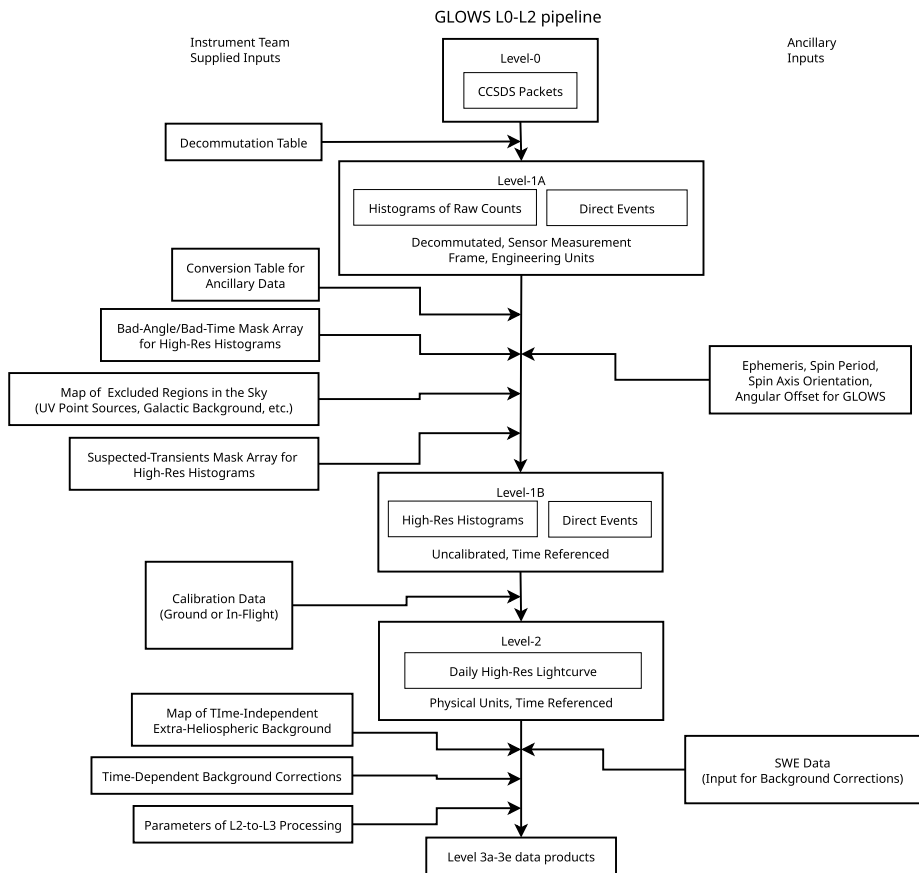 GLOWS L0-L2 pipeline
Instrument Team
Supplied Inputs
Ancillary
Inputs
Level-0
CCSDS Packets
Decommutation Table
Level-1A
Histograms of Raw Counts
Direct Events
Decommutated, Sensor Measurement
Frame, Engineering Units
Conversion Table for
Ancillary Data
Bad-Angle/Bad-Time Mask Array
for High-Res Histograms
Ephemeris, Spin Period,
Spin Axis Orientation,
Angular Offset for GLOWS
Map of  Excluded Regions in the Sky
(UV Point Sources, Galactic Background, etc.)
Suspected-Transients Mask Array for
High-Res Histograms
Level-1B
High-Res Histograms
Direct Events
Uncalibrated, Time Referenced
Calibration Data
(Ground or In-Flight)
Level-2
Daily High-Res Lightcurve
Physical Units, Time Referenced
Map of TIme-Independent
Extra-Heliospheric Background
SWE Data
(Input for Background Corrections)
Time-Dependent Background Corrections
Parameters of L2-to-L3 Processing
Level 3a-3e data products